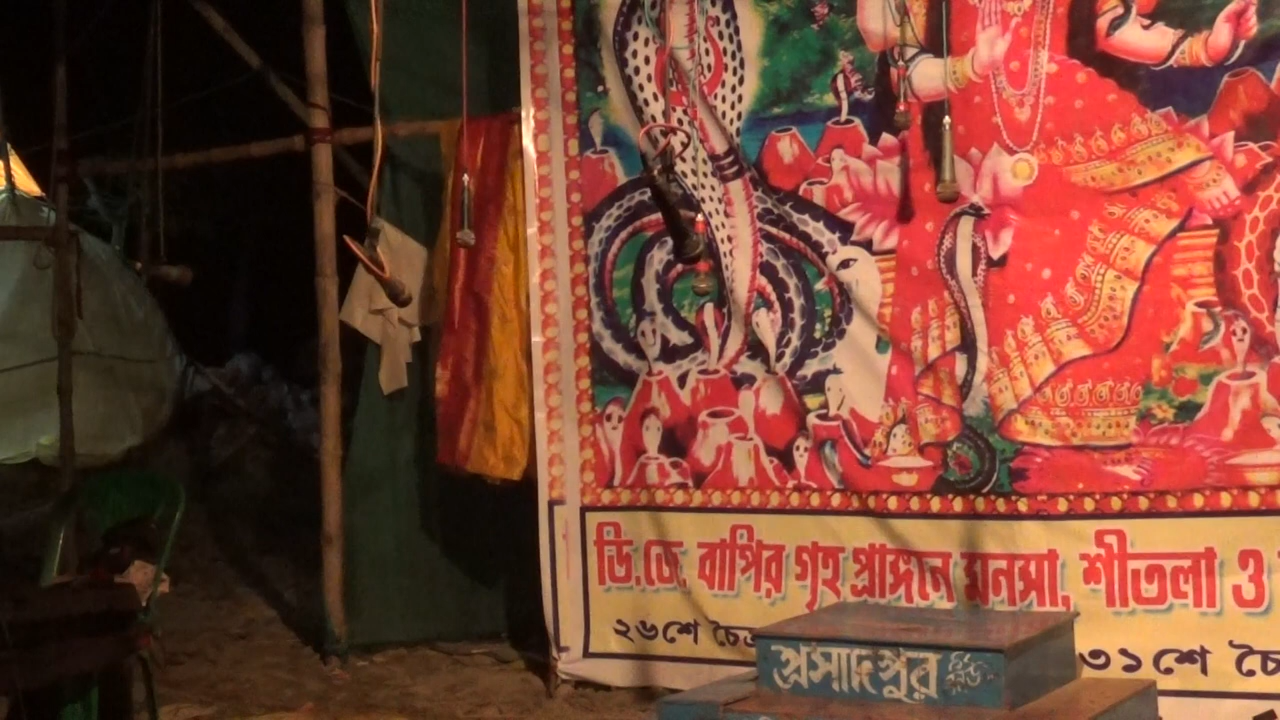 ডি.জে. বাপির গৃহ প্রাঙ্গনে মনসা, শীতলা ও
২৬শে চৈত্র ৩১শে চৈ
প্রসাদপুর